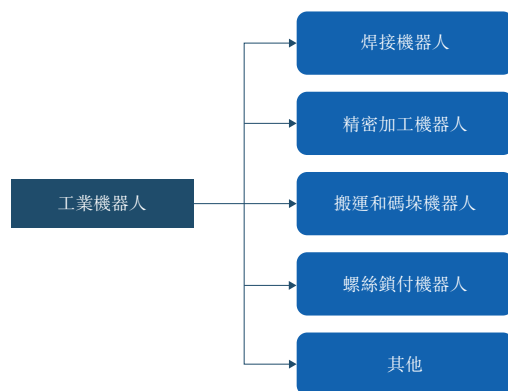 工業機器人
焊接機器人
精密加工機器人
搬運和碼垛機器人
螺絲鎖付機器人
其他